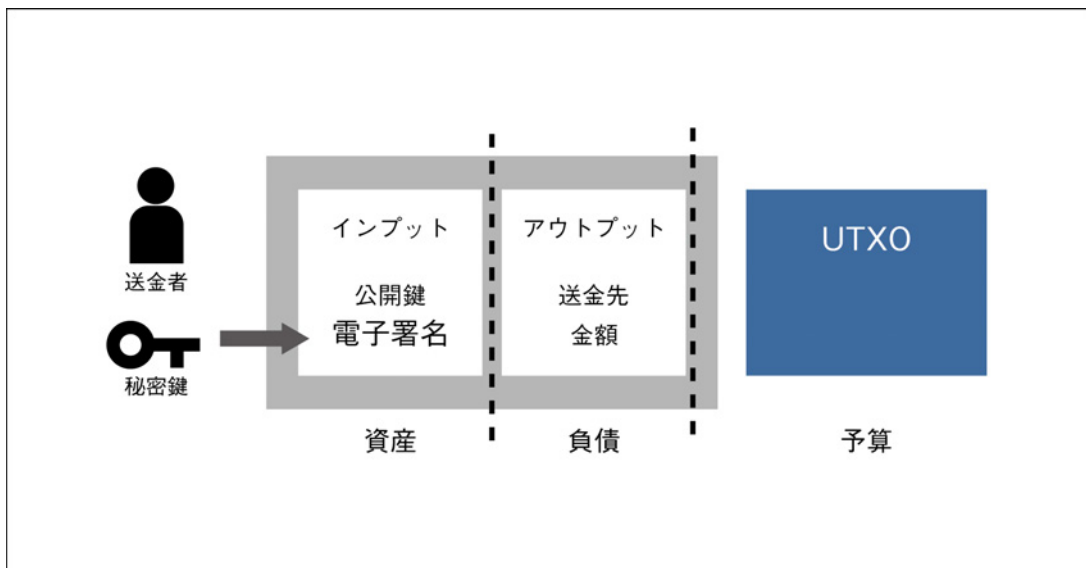 送金者
秘密鍵
インプット
公開鍵
電子署名
資産
アウトプット
送金先
金額
負債
UTXO
予算